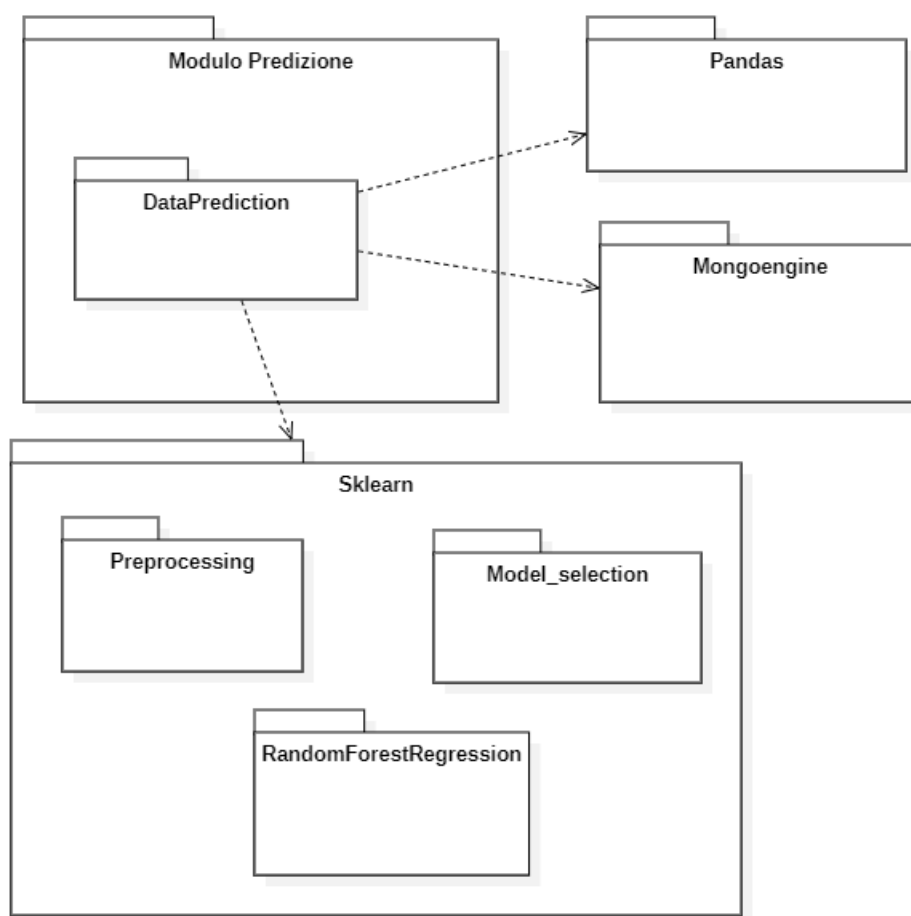 Modulo Predizione
Pandas
DataPrediction
Mongoengine
Sklearn
Preprocessing
Model_selection
RandomForestRegression